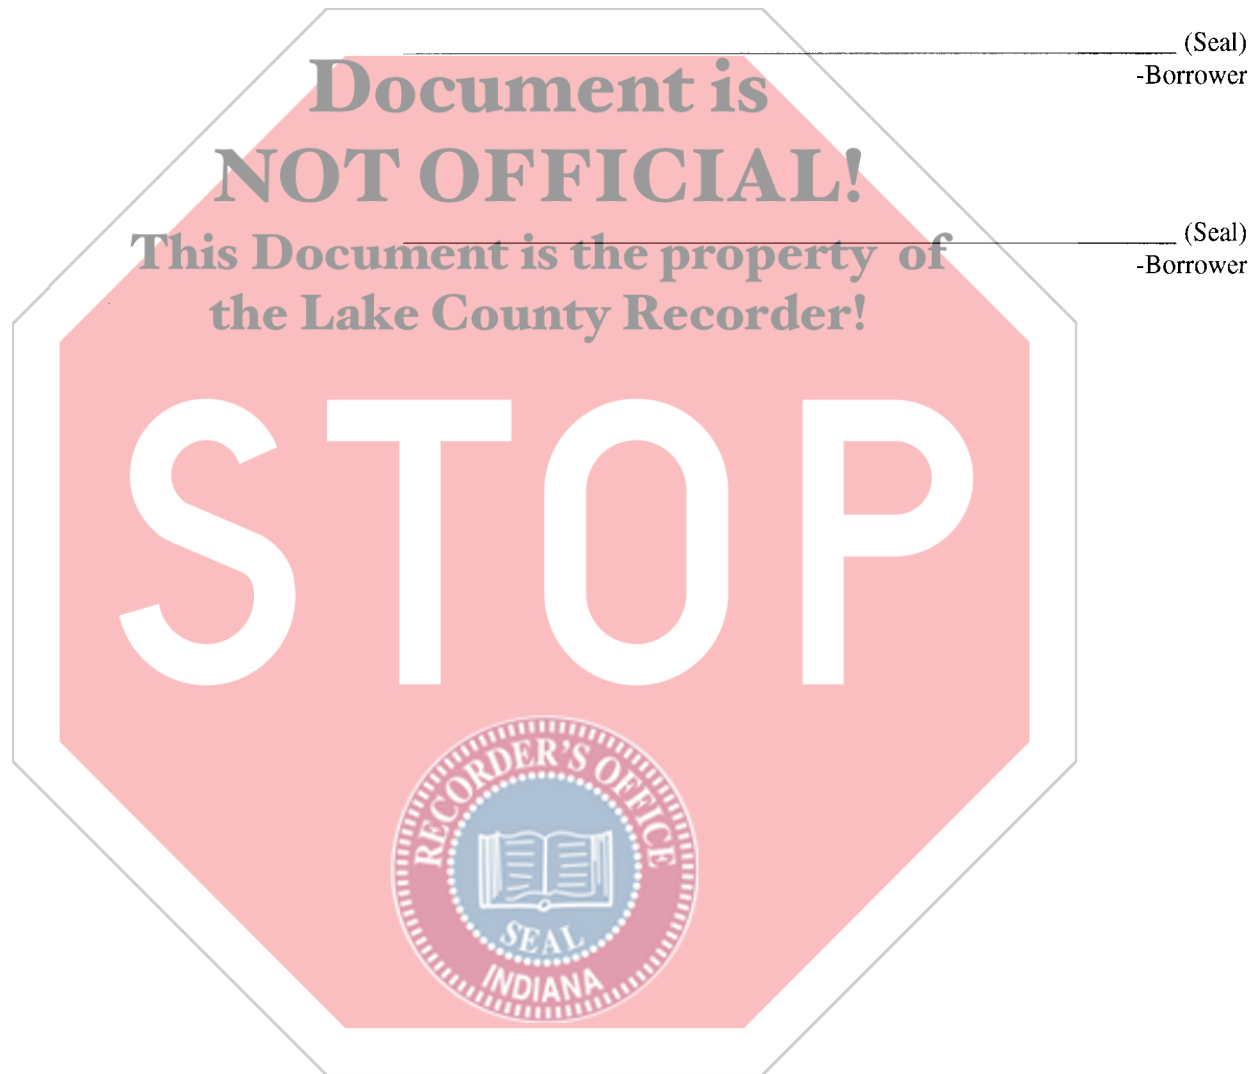 (Seal)
-Borrower
Document is
NOT OFFICIAL!
(Seal)
-Borrower
This Document is the property of
the Lake County Recorder!
STOP
RECORDER'S OFFICE
SEAL
INDIANA